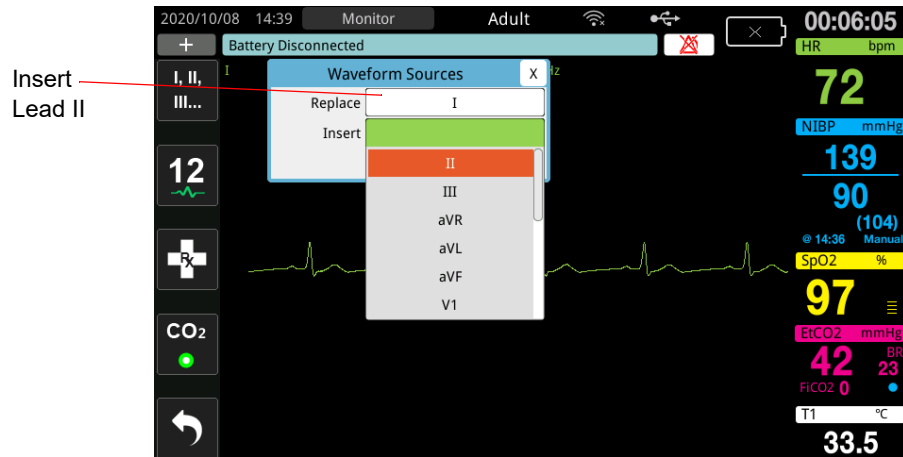 2020/10/08 14:39 Monitor Adult 00:06:05
+ Battery Disconnected
HR bpm
72
Insert
Lead II
I, II,
III...
I Hz
Waveform Sources X
Replace I
Insert
II
III
aVR
aVL
aVF
V1
12
Rx
CO2
NIBP mmHg
139
90
(104)
@ 14:36 Manual
SpO2 %
97
EtCO2 mmHg
42 BR
23
FiCO2 0
T1 °C
33.5